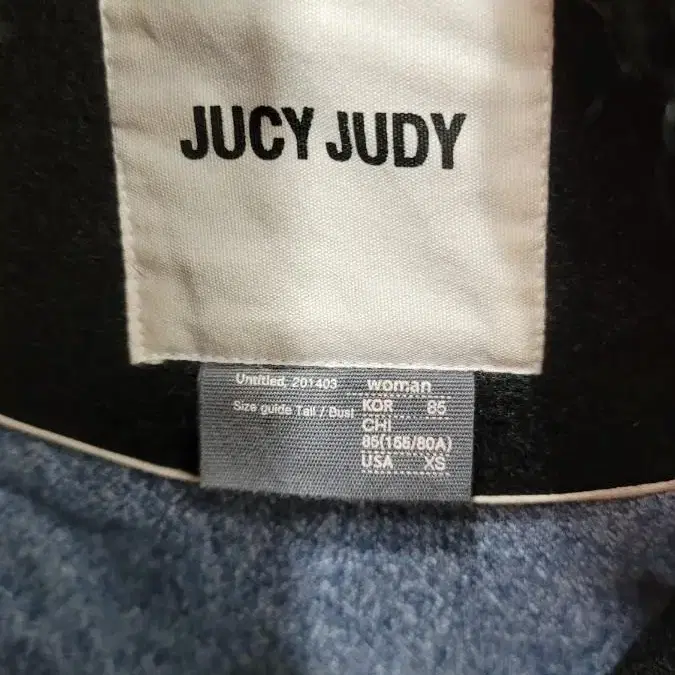 JUCY JUDY
Untitled, 201403 woman
Size guide Tall / Bust KOR 85
CHI
85(155/80A)
USA XS